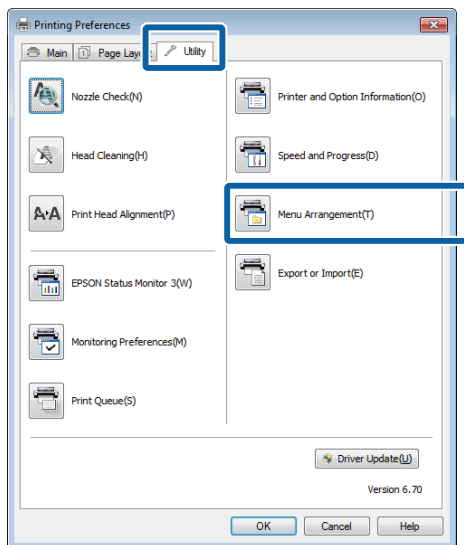 Printing Preferences
Main
Page Layout
Utility
Nozzle Check(N)
Printer and Option Information(O)
Head Cleaning(H)
Speed and Progress(D)
Print Head Alignment(P)
Menu Arrangement(T)
EPSON Status Monitor 3(W)
Export or Import(E)
Monitoring Preferences(M)
Print Queue(S)
Driver Update(U)
Version 6.70
OK
Cancel
Help